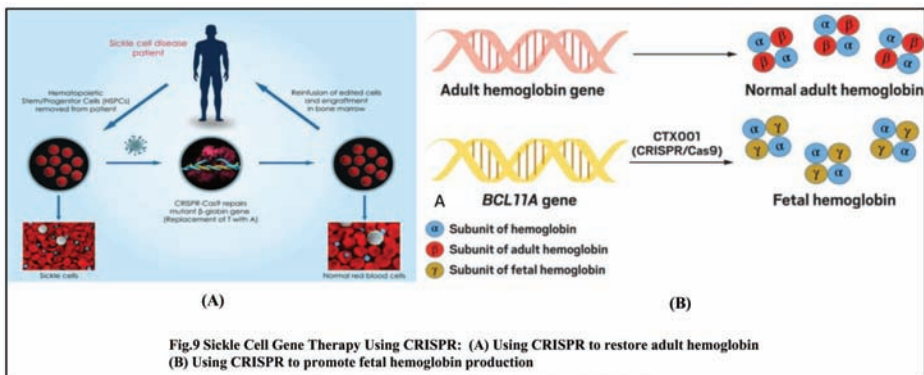 Sickle cell disease
patient
Hematopoietic
Stem/Progenitor Cells (HSPCs)
removed from patient
Reinfusion of edited cells
and engraftment
in bone marrow
CRISPR-Cas9 repairs
mutant β-globin gene
(Replacement of T with A)
Sickle cells
Normal red blood cells
(A)
Adult hemoglobin gene
α β β α
α β β α
α β β α
Normal adult hemoglobin
CTX001
(CRISPR/Cas9)
A
BCL11A gene
α γ γ α
α γ γ α
α γ γ α
Fetal hemoglobin
α Subunit of hemoglobin
β Subunit of adult hemoglobin
γ Subunit of fetal hemoglobin
(B)
Fig.9 Sickle Cell Gene Therapy Using CRISPR: (A) Using CRISPR to restore adult hemoglobin
(B) Using CRISPR to promote fetal hemoglobin production